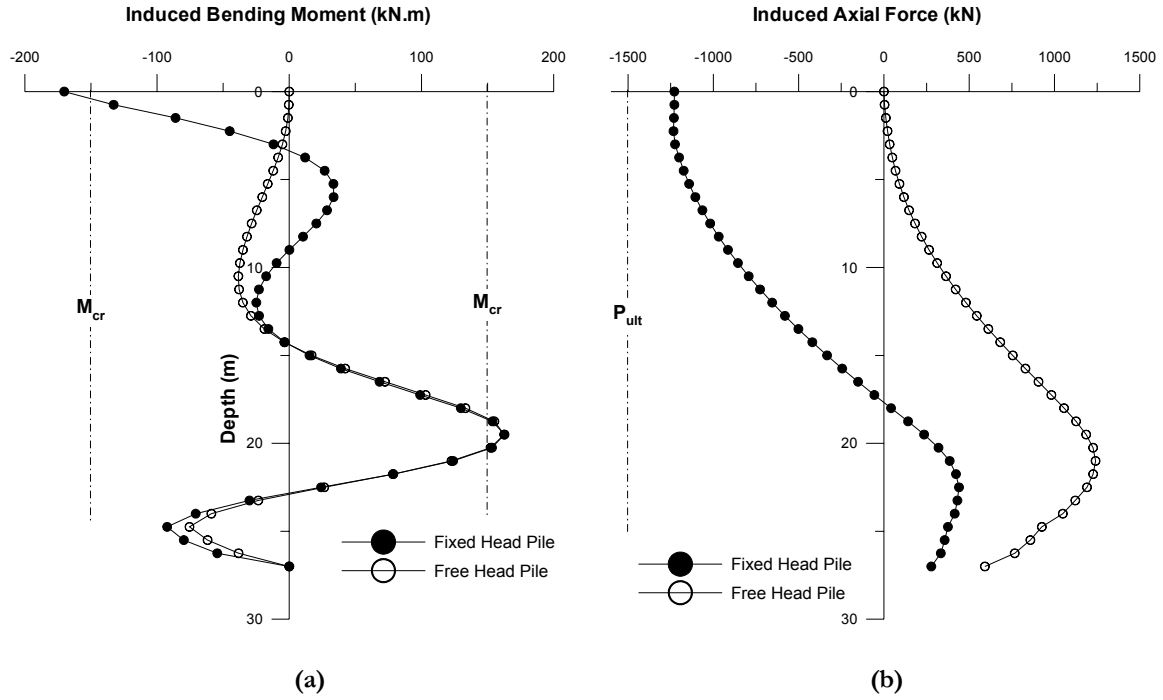 Induced Bending Moment (kN.m)
-200 -100 0 100 200
0
10
20
30
Depth (m)
M_cr
M_cr
Fixed Head Pile
Free Head Pile
(a)
Induced Axial Force (kN)
-1500 -1000 -500 0 500 1000 1500
0
10
20
30
P_ult
Fixed Head Pile
Free Head Pile
(b)